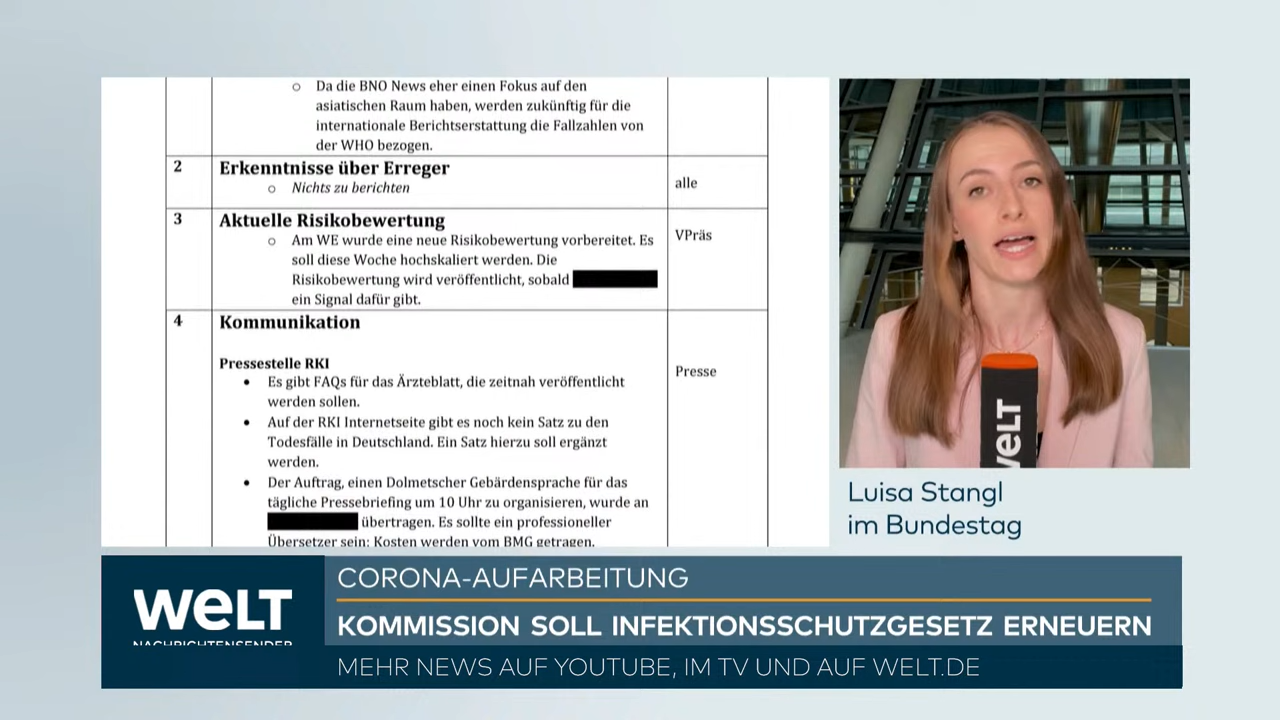 Da die BNO News eher einen Fokus auf den
asiatischen Raum haben, werden zukünftig für die
internationale Berichtserstattung die Fallzahlen von
der WHO bezogen.
2
Erkenntnisse über Erreger
Nichts zu berichten
alle
3
Aktuelle Risikobewertung
Am WE wurde eine neue Risikobewertung vorbereitet. Es
soll diese Woche hochskaliert werden. Die
Risikobewertung wird veröffentlicht, sobald
ein Signal dafür gibt.
VPräs
4
Kommunikation
Pressestelle RKI
Es gibt FAQs für das Ärzteblatt, die zeitnah veröffentlicht
werden sollen.
Auf der RKI Internetseite gibt es noch kein Satz zu den
Todesfälle in Deutschland. Ein Satz hierzu soll ergänzt
werden.
Der Auftrag, einen Dolmetscher Gebärdensprache für das
tägliche Pressebriefing um 10 Uhr zu organisieren, wurde an
übertragen. Es sollte ein professioneller
Übersetzer sein: Kosten werden vom BMG getragen.
Presse
welt
Luisa Stangl
im Bundestag
welt
NACHRICHTENSENDER
CORONA-AUFARBEITUNG
KOMMISSION SOLL INFEKTIONSSCHUTZGESETZ ERNEUERN
MEHR NEWS AUF YOUTUBE, IM TV UND AUF WELT.DE